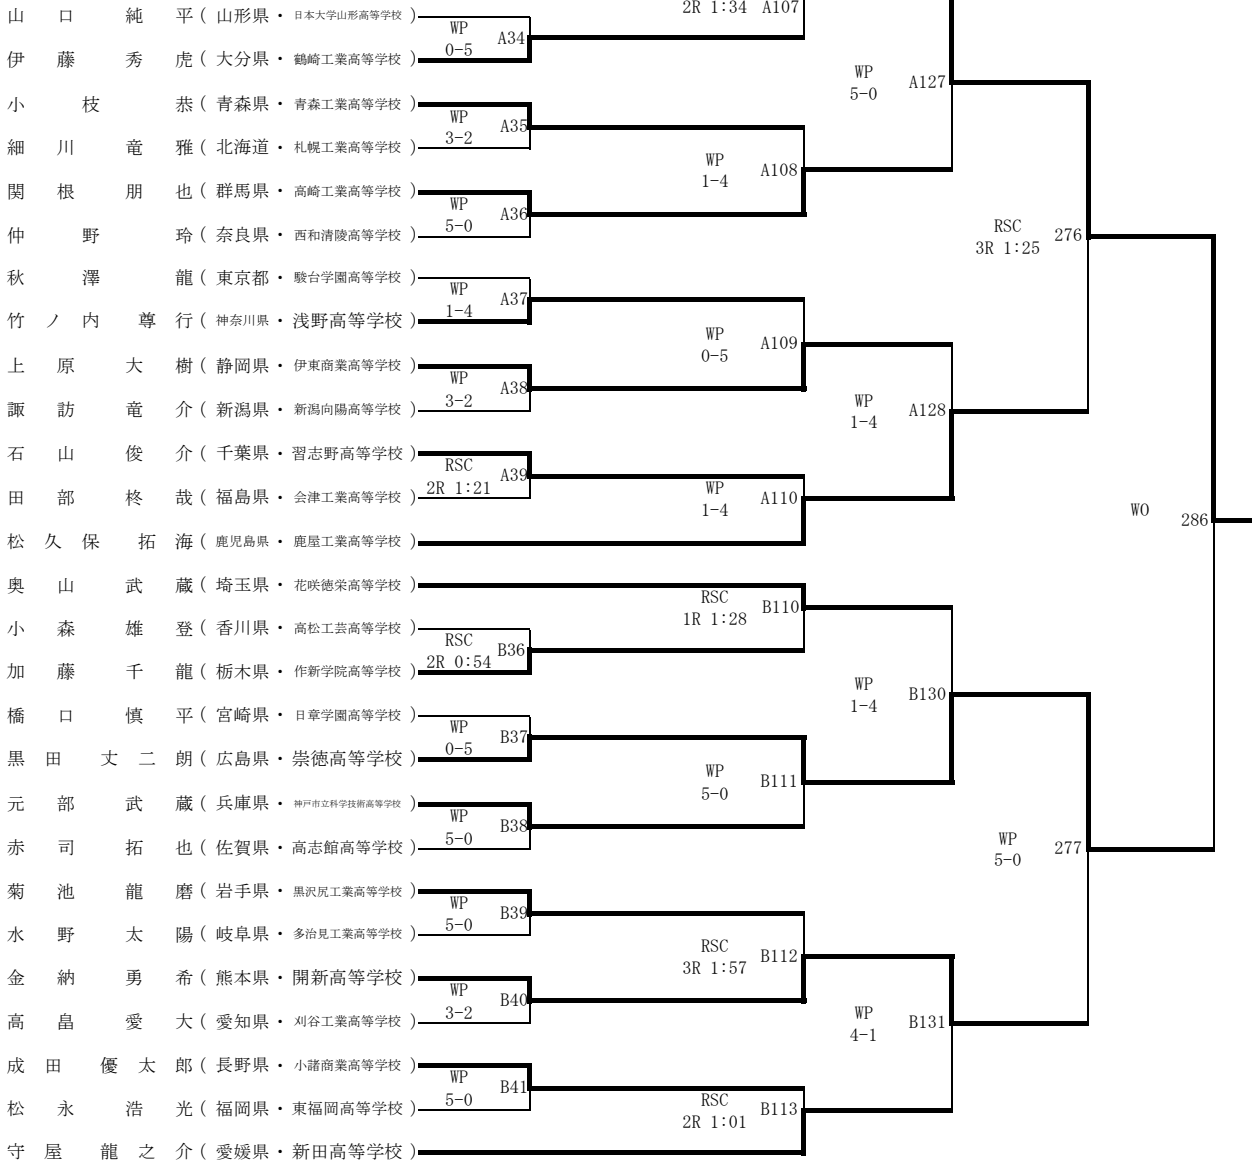 2R 1:34 A107
山口 純平 ( 山形県・日本大学山形高等学校 )
WP
0-5
A34
伊藤 秀虎 ( 大分県・鶴崎工業高等学校 )
WP
5-0
A127
小枝 恭 ( 青森県・青森工業高等学校 )
WP
3-2
A35
細川 竜雅 ( 北海道・札幌工業高等学校 )
WP
1-4
A108
関根 朋也 ( 群馬県・高崎工業高等学校 )
WP
5-0
A36
仲野 玲 ( 奈良県・西和清陵高等学校 )
RSC
3R 1:25
276
秋澤 龍 ( 東京都・駿台学園高等学校 )
WP
1-4
A37
竹ノ内 尊行 ( 神奈川県・浅野高等学校 )
WP
0-5
A109
上原 大樹 ( 静岡県・伊東商業高等学校 )
WP
3-2
A38
諏訪 竜介 ( 新潟県・新潟向陽高等学校 )
WP
1-4
A128
石山 俊介 ( 千葉県・習志野高等学校 )
RSC
2R 1:21
A39
田部 柊哉 ( 福島県・会津工業高等学校 )
WP
1-4
A110
WO
286
松久保 拓海 ( 鹿児島県・鹿屋工業高等学校 )
奥山 武蔵 ( 埼玉県・花咲徳栄高等学校 )
RSC
1R 1:28
B110
小森 雄登 ( 香川県・高松工芸高等学校 )
RSC
2R 0:54
B36
加藤 千龍 ( 栃木県・作新学院高等学校 )
WP
1-4
B130
橋口 慎平 ( 宮崎県・日章学園高等学校 )
WP
0-5
B37
黒田 丈二朗 ( 広島県・崇徳高等学校 )
WP
5-0
B111
元部 武蔵 ( 兵庫県・神戸市立科学技術高等学校 )
WP
5-0
B38
赤司 拓也 ( 佐賀県・高志館高等学校 )
WP
5-0
277
菊池 龍磨 ( 岩手県・黒沢尻工業高等学校 )
WP
5-0
B39
水野 太陽 ( 岐阜県・多治見工業高等学校 )
RSC
3R 1:57
B112
金納 勇希 ( 熊本県・開新高等学校 )
WP
3-2
B40
高畠 愛大 ( 愛知県・刈谷工業高等学校 )
WP
4-1
B131
成田 優太郎 ( 長野県・小諸商業高等学校 )
WP
5-0
B41
松永 浩光 ( 福岡県・東福岡高等学校 )
RSC
2R 1:01
B113
守屋 龍之介 ( 愛媛県・新田高等学校 )